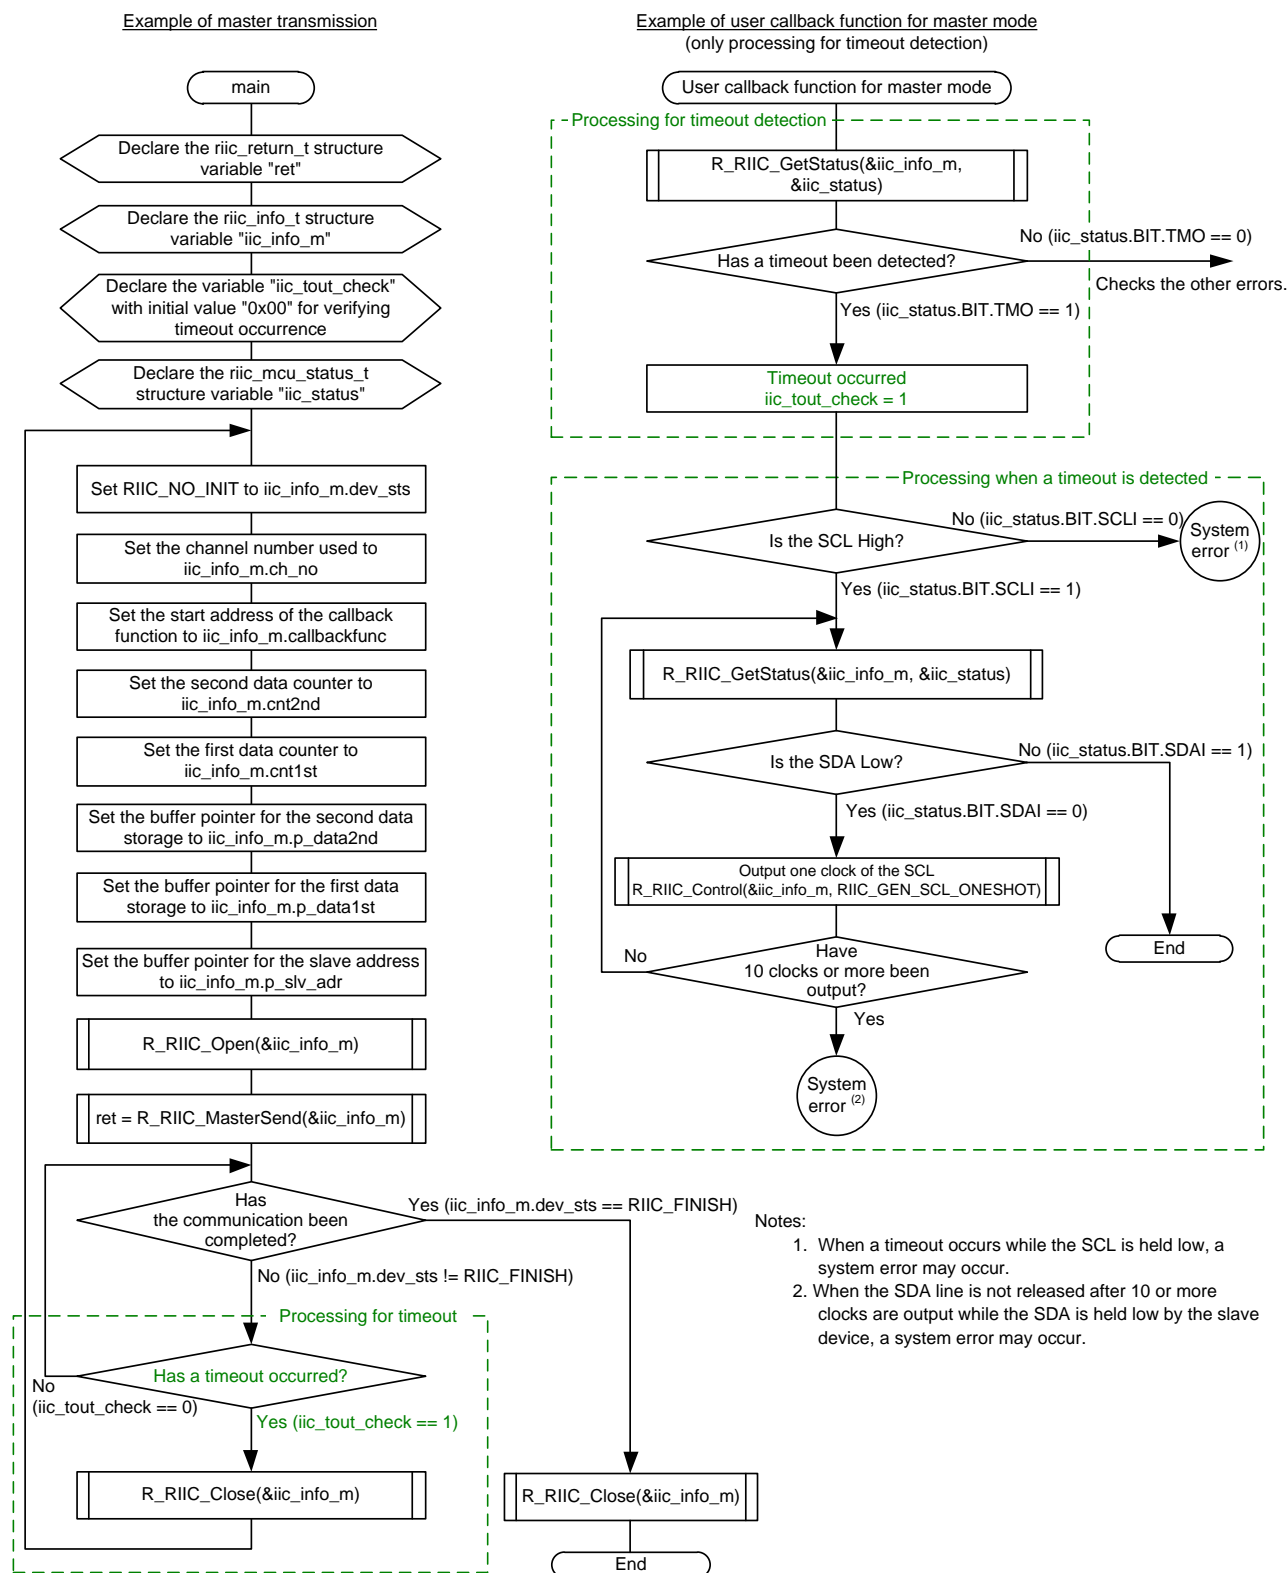 Example of master transmission
main
Declare the riic_return_t structure
variable "ret"
Declare the riic_info_t structure
variable "iic_info_m"
Declare the variable "iic_tout_check"
with initial value "0x00" for verifying
timeout occurrence
Declare the riic_mcu_status_t
structure variable "iic_status"
Set RIIC_NO_INIT to iic_info_m.dev_sts
Set the channel number used to
iic_info_m.ch_no
Set the start address of the callback
function to iic_info_m.callbackfunc
Set the second data counter to
iic_info_m.cnt2nd
Set the first data counter to
iic_info_m.cnt1st
Set the buffer pointer for the second data
storage to iic_info_m.p_data2nd
Set the buffer pointer for the first data
storage to iic_info_m.p_data1st
Set the buffer pointer for the slave address
to iic_info_m.p_slv_adr
R_RIIC_Open(&iic_info_m)
ret = R_RIIC_MasterSend(&iic_info_m)
Has
the communication been
completed?
Yes (iic_info_m.dev_sts == RIIC_FINISH)
No (iic_info_m.dev_sts != RIIC_FINISH)
Processing for timeout
Has a timeout occurred?
No
(iic_tout_check == 0)
Yes (iic_tout_check == 1)
R_RIIC_Close(&iic_info_m)
R_RIIC_Close(&iic_info_m)
End
Example of user callback function for master mode
(only processing for timeout detection)
User callback function for master mode
Processing for timeout detection
R_RIIC_GetStatus(&iic_info_m,
&iic_status)
Has a timeout been detected?
No (iic_status.BIT.TMO == 0)
Checks the other errors.
Yes (iic_status.BIT.TMO == 1)
Timeout occurred
iic_tout_check = 1
Processing when a timeout is detected
Is the SCL High?
No (iic_status.BIT.SCLI == 0)
System
error (1)
Yes (iic_status.BIT.SCLI == 1)
R_RIIC_GetStatus(&iic_info_m, &iic_status)
Is the SDA Low?
No (iic_status.BIT.SDAI == 1)
Yes (iic_status.BIT.SDAI == 0)
Output one clock of the SCL
R_RIIC_Control(&iic_info_m, RIIC_GEN_SCL_ONESHOT)
End
No
Have
10 clocks or more been
output?
Yes
System
error (2)
Notes:
1. When a timeout occurs while the SCL is held low, a
system error may occur.
2. When the SDA line is not released after 10 or more
clocks are output while the SDA is held low by the slave
device, a system error may occur.